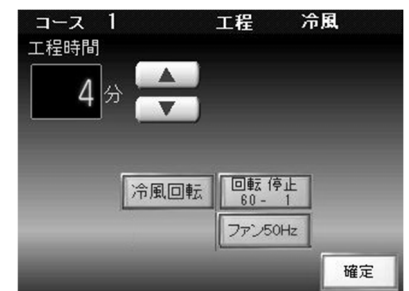 コース 1 工程 冷風
工程時間
4 分
▲
▼
冷風回転
回転 停止
60 - 1
ファン50Hz
確定